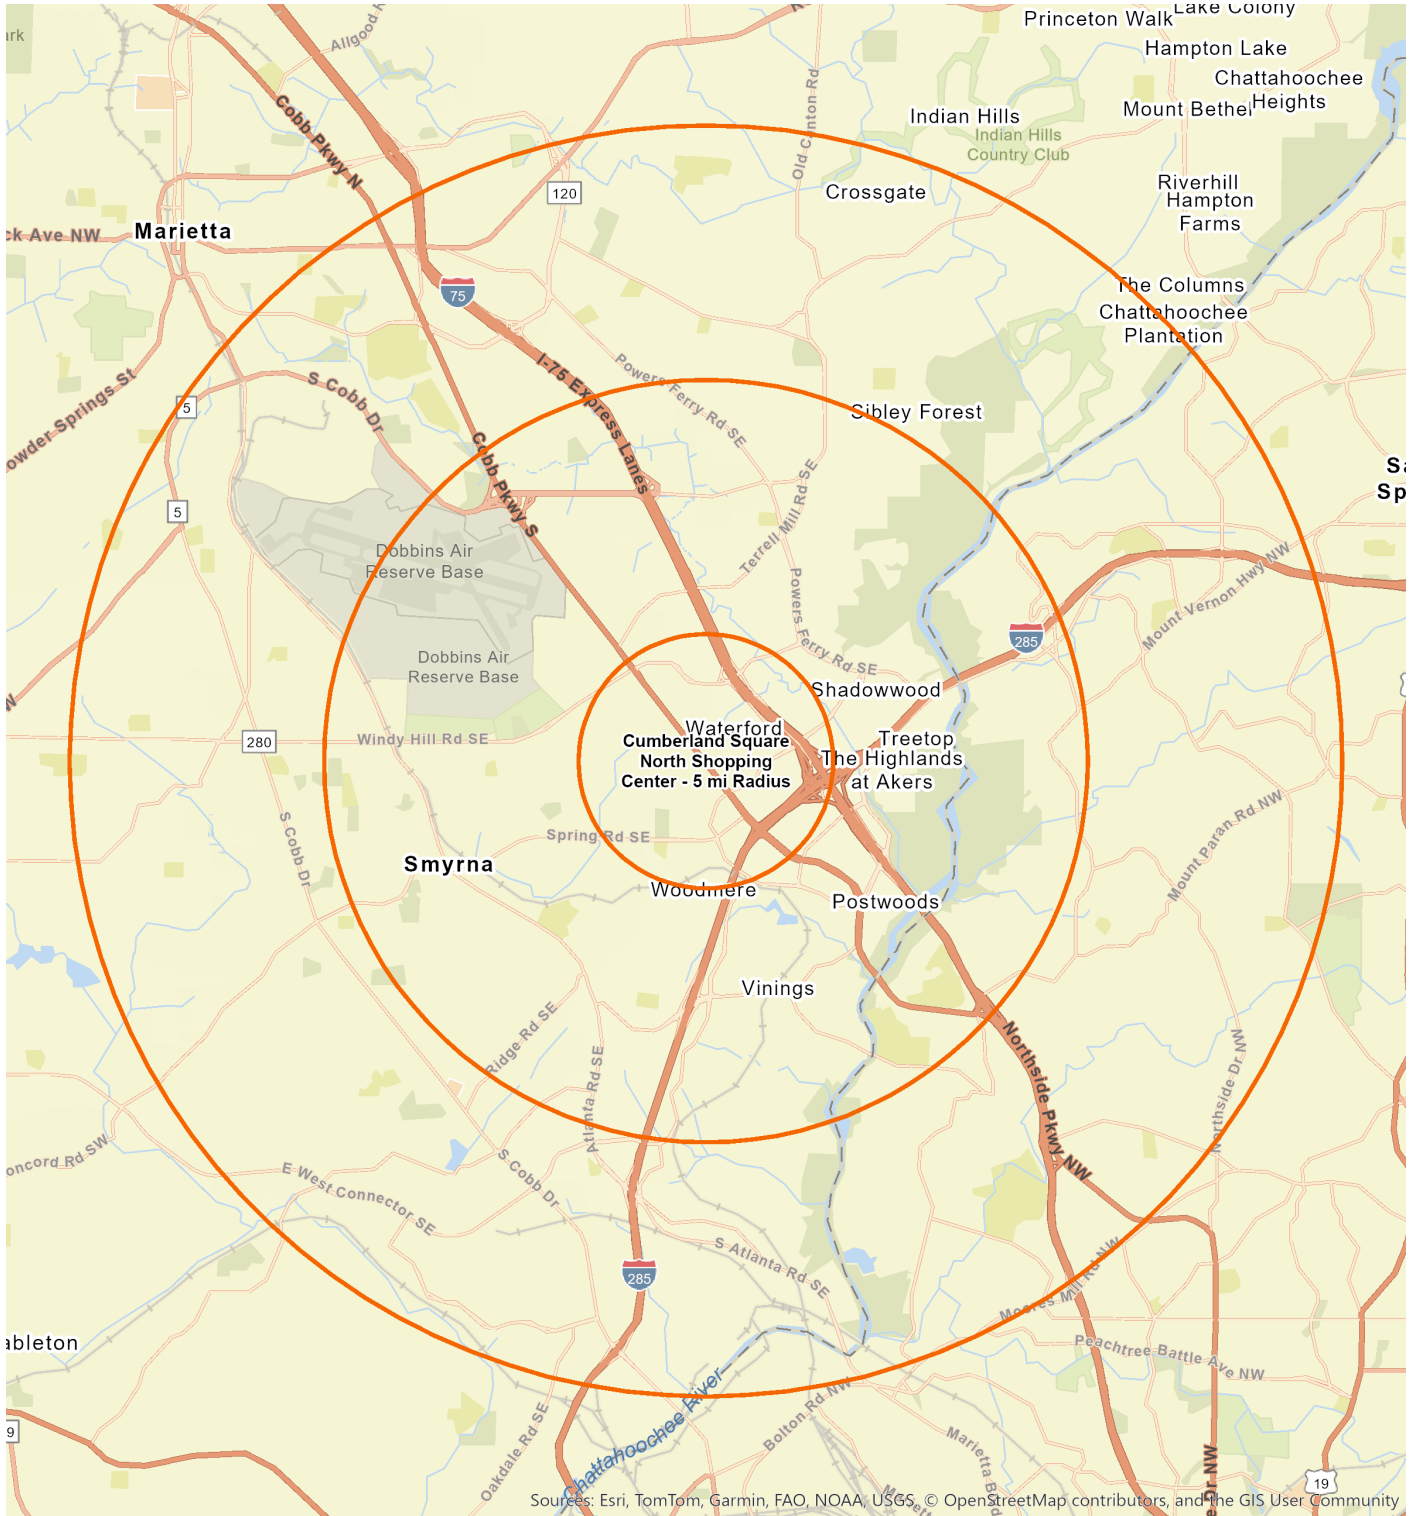 Princeton Walk
Lake Colony
Hampton Lake
Chattahoochee
Heights
Mount Bethel
Allgood
Cobb Pkwy N
Old Canton Rd
Indian Hills
Indian Hills
Country Club
120
Crossgate
Riverhill
Hampton
Farms
Marietta
ck Ave NW
75
The Columns
Chattahoochee
Plantation
I-75 Express Lanes
Powers Ferry Rd SE
S Cobb Dr
5
owder Springs St
Sibley Forest
Cobb Pkwy S
Terrell Mill Rd SE
5
Dobbins Air
Reserve Base
Mount Vernon Hwy NW
Powers Ferry Rd SE
285
Dobbins Air
Reserve Base
Shadowwood
280
Windy Hill Rd SE
Waterford
Cumberland Square
North Shopping
Center - 5 mi Radius
Treetop
The Highlands
at Akers
Mount Paran Rd NW
S Cobb Dr
Spring Rd SE
Smyrna
Woodmere
Postwoods
Vinings
Ridge Rd SE
Atlanta Rd SE
Northside Pkwy NW
Northside Dr NW
oncord Rd SW
E West Connector SE
S Cobb Dr
S Atlanta Rd SE
285
Moores Mill Rd NW
ableton
Peachtree Battle Ave NW
Chattahoochee River
Bolton Rd NW
Oakdale Rd SE
9
19
e Dr NW
Sources: Esri, TomTom, Garmin, FAO, NOAA, USGS, © OpenStreetMap contributors, and the GIS User Community